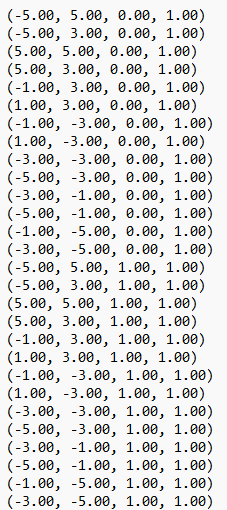 (-5.00, 5.00, 0.00, 1.00)
(-5.00, 3.00, 0.00, 1.00)
(5.00, 5.00, 0.00, 1.00)
(5.00, 3.00, 0.00, 1.00)
(-1.00, 3.00, 0.00, 1.00)
(1.00, 3.00, 0.00, 1.00)
(-1.00, -3.00, 0.00, 1.00)
(1.00, -3.00, 0.00, 1.00)
(-3.00, -3.00, 0.00, 1.00)
(-5.00, -3.00, 0.00, 1.00)
(-3.00, -1.00, 0.00, 1.00)
(-5.00, -1.00, 0.00, 1.00)
(-1.00, -5.00, 0.00, 1.00)
(-3.00, -5.00, 0.00, 1.00)
(-5.00, 5.00, 1.00, 1.00)
(-5.00, 3.00, 1.00, 1.00)
(5.00, 5.00, 1.00, 1.00)
(5.00, 3.00, 1.00, 1.00)
(-1.00, 3.00, 1.00, 1.00)
(1.00, 3.00, 1.00, 1.00)
(-1.00, -3.00, 1.00, 1.00)
(1.00, -3.00, 1.00, 1.00)
(-3.00, -3.00, 1.00, 1.00)
(-5.00, -3.00, 1.00, 1.00)
(-3.00, -1.00, 1.00, 1.00)
(-5.00, -1.00, 1.00, 1.00)
(-1.00, -5.00, 1.00, 1.00)
(-3.00, -5.00, 1.00, 1.00)